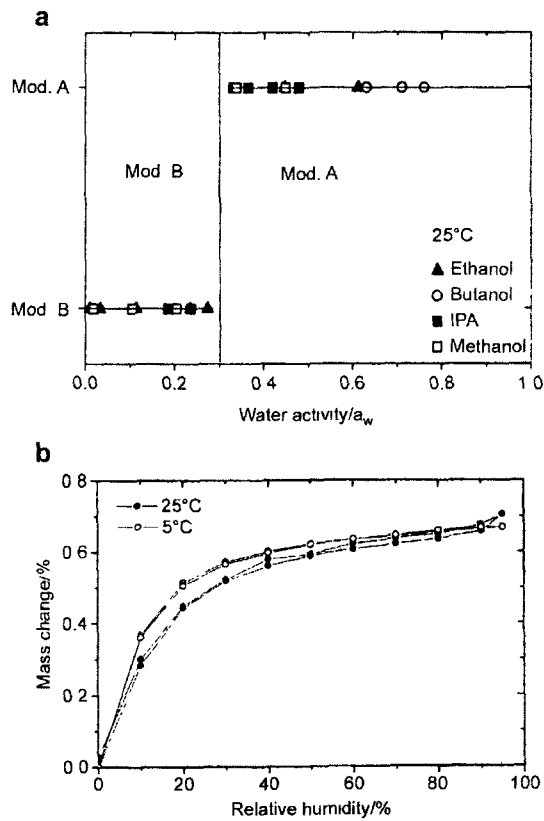 a
Mod. A
Mod B
Mod. A
25°C
Ethanol
Butanol
IPA
Methanol
Mod B
0.0 0.2 0 4 0.6 0.8 1 0
Water activity/aw
b
0 8
0.6
0.4
0 2
0 0
25°C
5°C
Mass change/%
0 20 40 60 80 100
Relative humidity/%